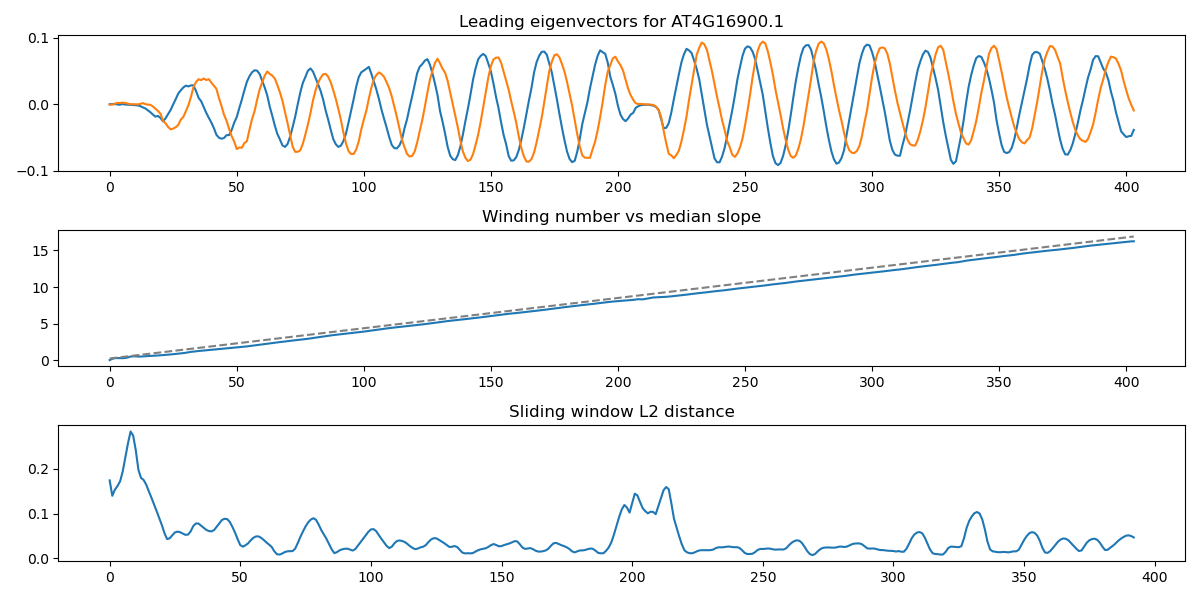 Leading eigenvectors for AT4G16900.1
0.1
0.0
−0.1
0 50 100 150 200 250 300 350 400
Winding number vs median slope
15
10
5
0
0 50 100 150 200 250 300 350 400
Sliding window L2 distance
0.2
0.1
0.0
0 50 100 150 200 250 300 350 400